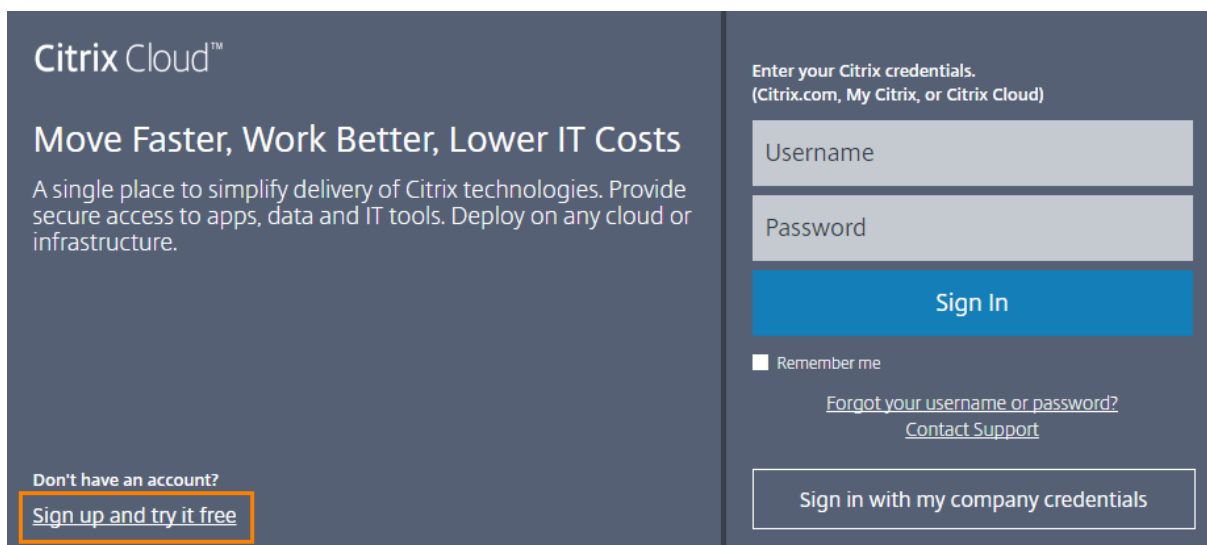 Citrix Cloud™
Move Faster, Work Better, Lower IT Costs
A single place to simplify delivery of Citrix technologies. Provide
secure access to apps, data and IT tools. Deploy on any cloud or
infrastructure.
Don't have an account?
Sign up and try it free
Enter your Citrix credentials.
(Citrix.com, My Citrix, or Citrix Cloud)
Username
Password
Sign In
Remember me
Forgot your username or password?
Contact Support
Sign in with my company credentials